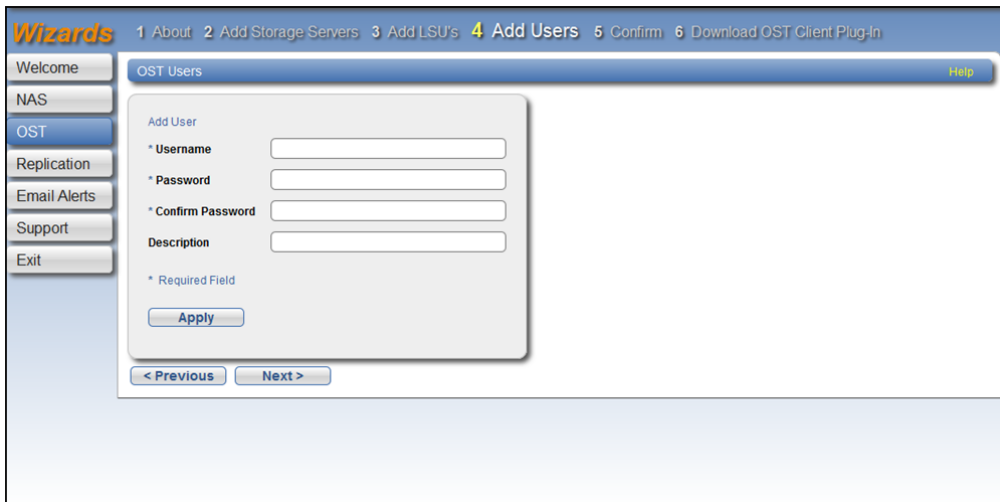 Wizards
1 About 2 Add Storage Servers 3 Add LSU's 4 Add Users 5 Confirm 6 Download OST Client Plug-In
Welcome
NAS
OST
Replication
Email Alerts
Support
Exit
OST Users
Help
Add User
* Username
* Password
* Confirm Password
Description
* Required Field
Apply
< Previous
Next >